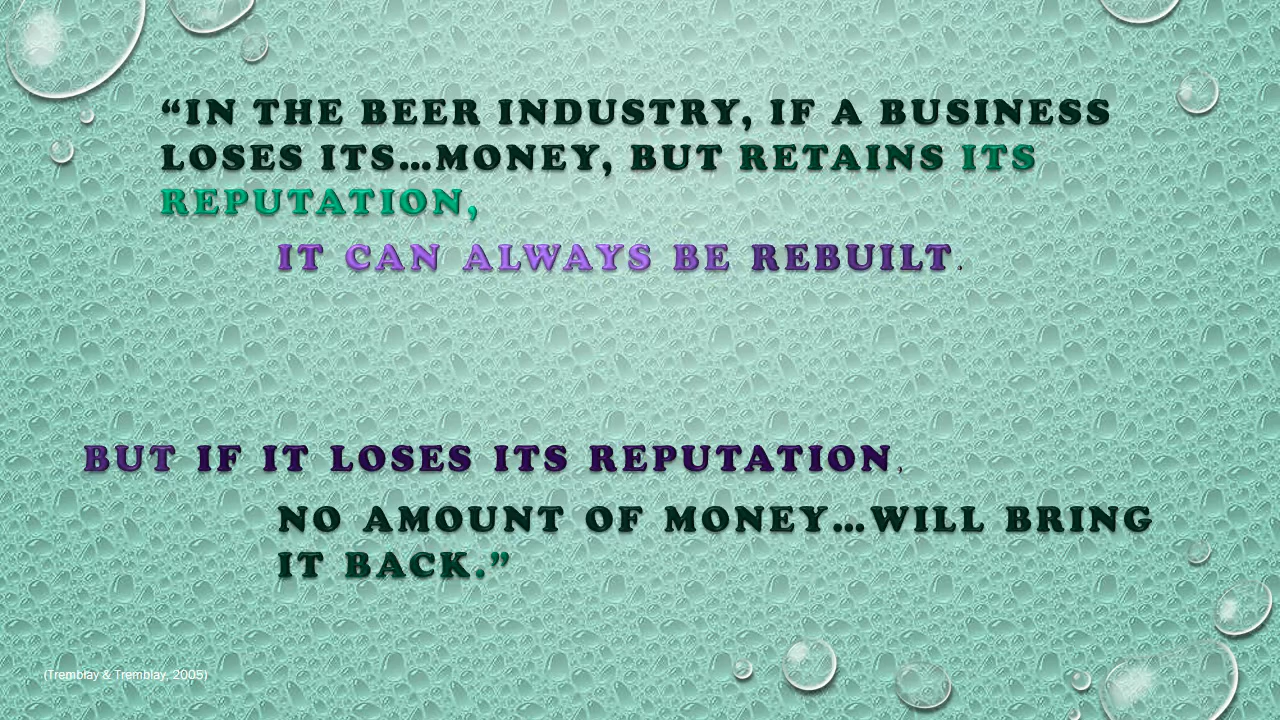 “IN THE BEER INDUSTRY, IF A BUSINESS
LOSES ITS…MONEY, BUT RETAINS ITS
REPUTATION,
IT CAN ALWAYS BE REBUILT.
BUT IF IT LOSES ITS REPUTATION,
NO AMOUNT OF MONEY…WILL BRING
IT BACK.”
(Tremblay & Tremblay, 2005)